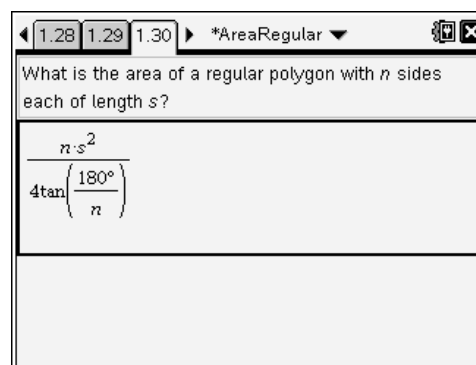 1.28 1.29 1.30 *AreaRegular
What is the area of a regular polygon with n sides
each of length s?
n·s²
4tan(180°
n)